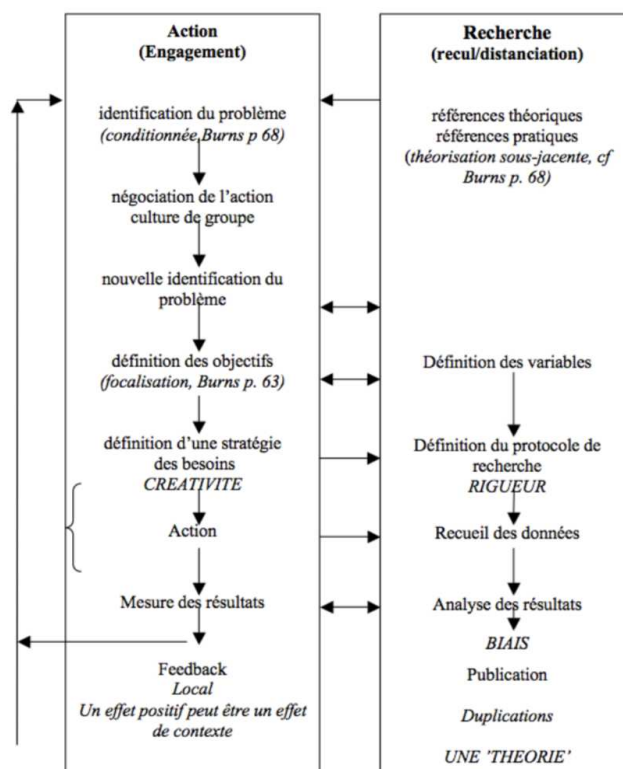 Action
(Engagement)
identification du problème
(conditionnée,Burns p 68)
négociation de l'action
culture de groupe
nouvelle identification du
problème
définition des objectifs
(focalisation, Burns p. 63)
définition d'une stratégie
des besoins
CREATIVITE
Action
Mesure des résultats
Feedback
Local
Un effet positif peut être un effet
de contexte
Recherche
(recul/distanciation)
références théoriques
références pratiques
(théorisation sous-jacente, cf
Burns p. 68)
Définition des variables
Définition du protocole de
recherche
RIGUEUR
Recueil des données
Analyse des résultats
BIAIS
Publication
Duplications
UNE 'THEORIE'